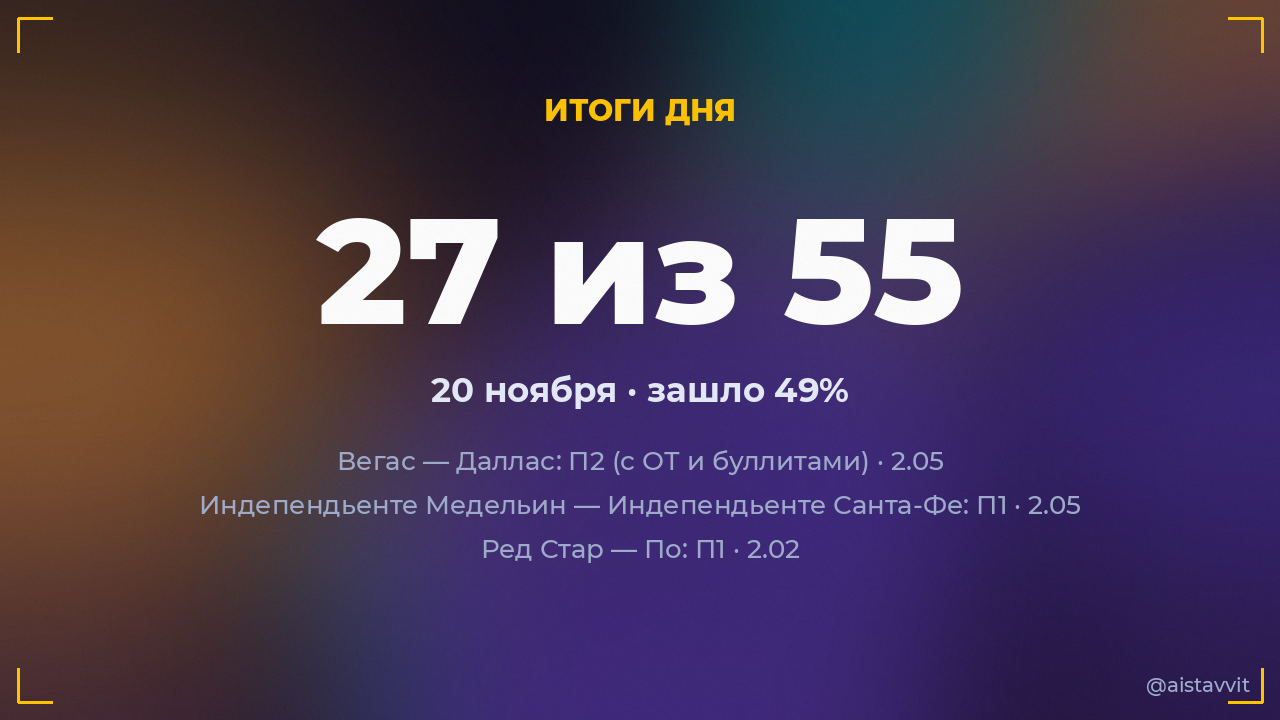 ИТОГИ ДНЯ
27 из 55
20 ноября · зашло 49%
Вегас — Даллас: П2 (с ОТ и буллитами) · 2.05
Индепендьенте Медельин — Индепендьенте Санта-Фе: П1 · 2.05
Ред Стар — По: П1 · 2.02
@aistavvit